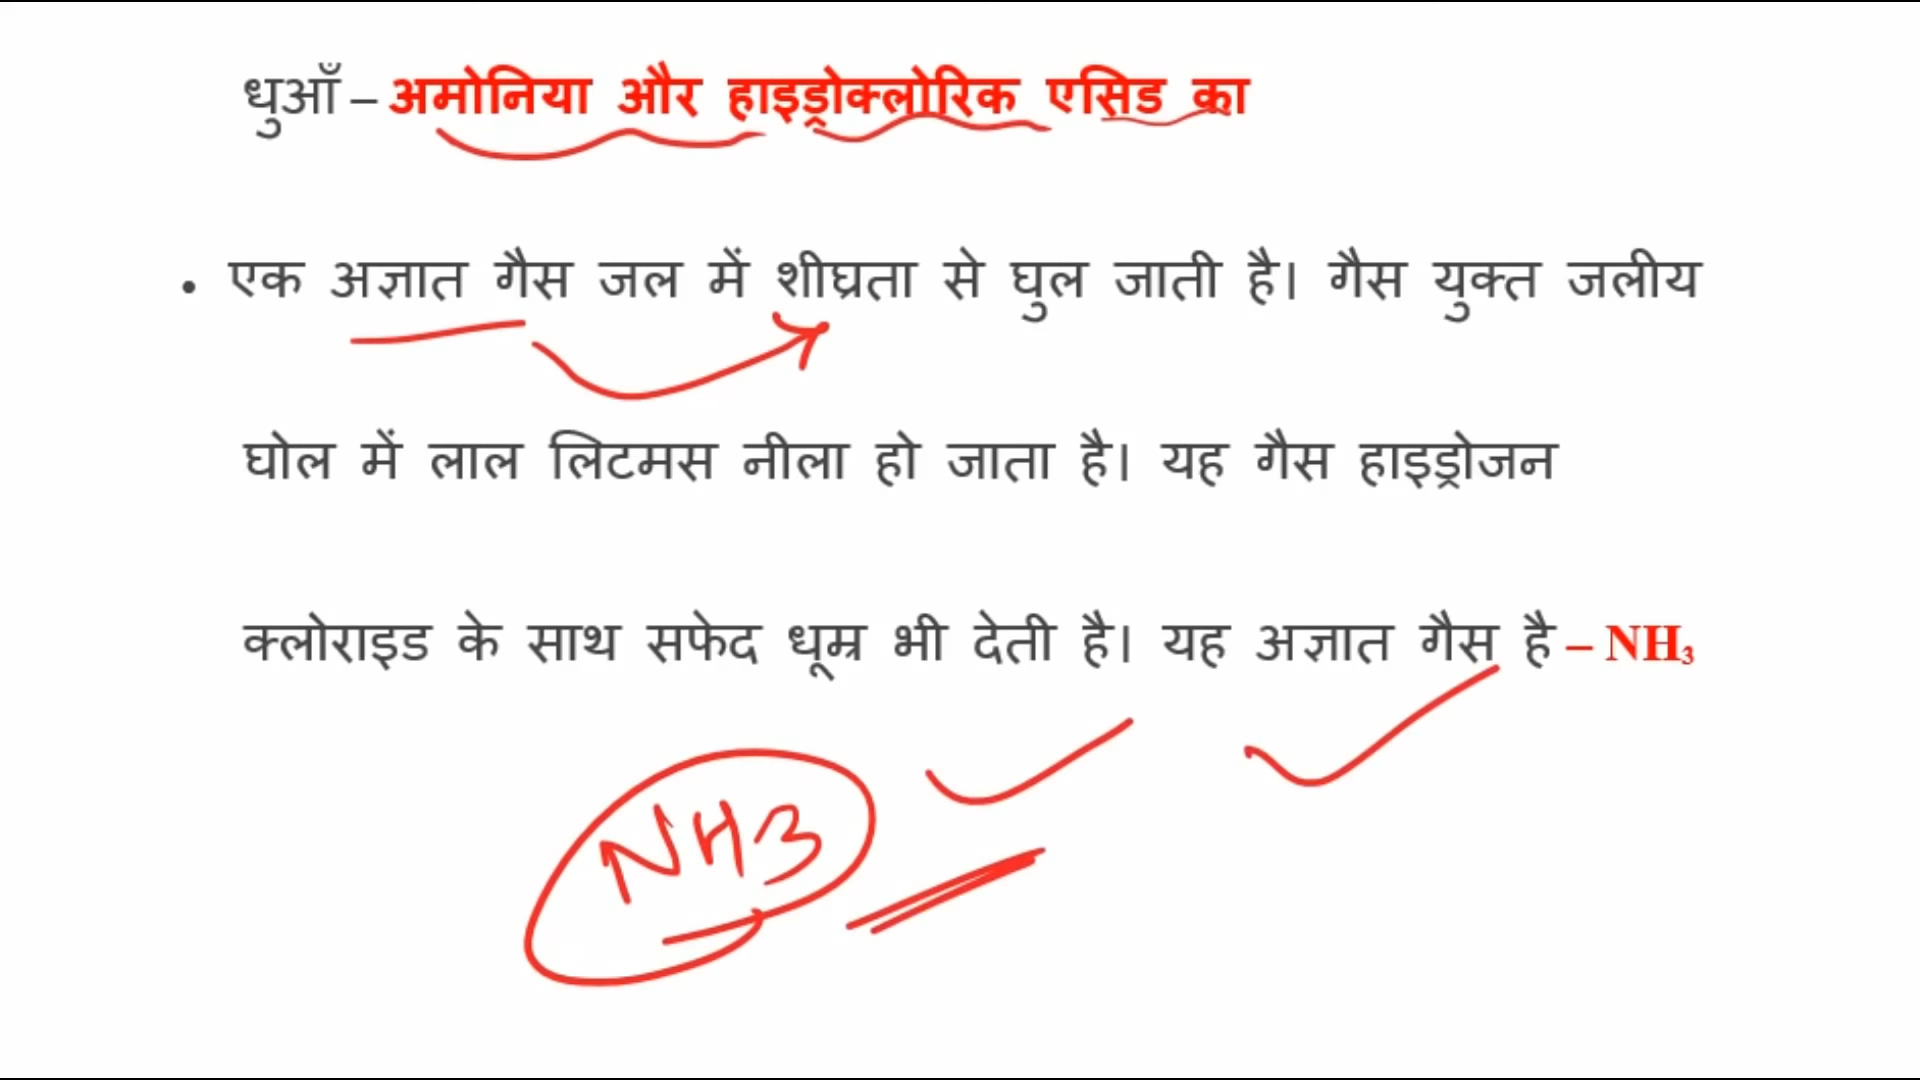 धुआँ – अमोनिया और हाइड्रोक्लोरिक एसिड का
• एक अज्ञात गैस जल में शीघ्रता से घुल जाती है। गैस युक्त जलीय
घोल में लाल लिटमस नीला हो जाता है। यह गैस हाइड्रोजन
क्लोराइड के साथ सफेद धूम्र भी देती है। यह अज्ञात गैस है – NH₃
NH3